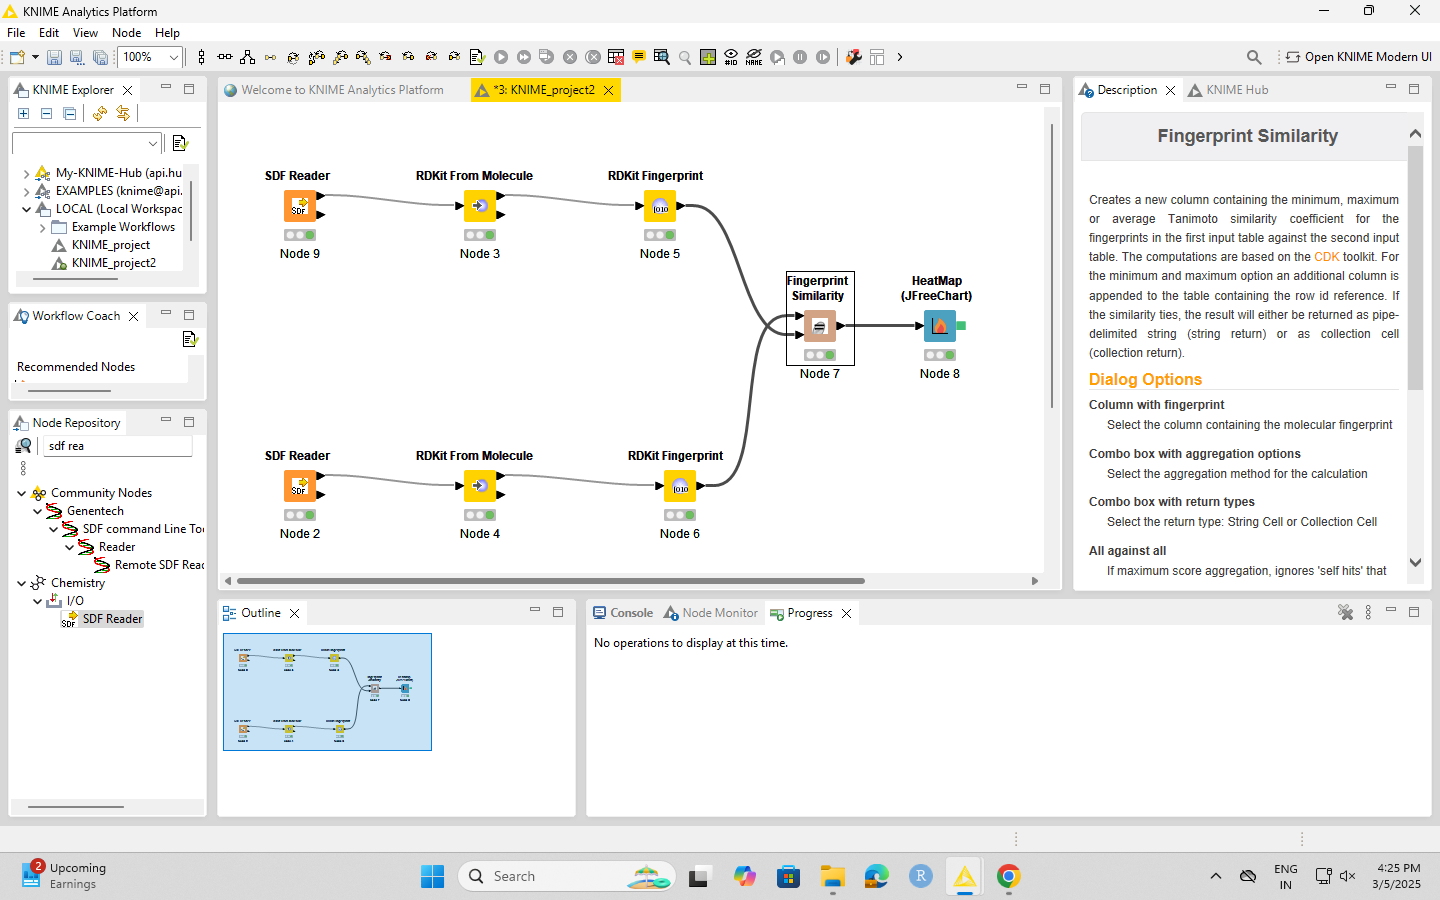 KNIME Analytics Platform
File Edit View Node Help
100%
#ID
NAME
Open KNIME Modern UI
KNIME Explorer
My-KNIME-Hub (api.hu
EXAMPLES (knime@api.
LOCAL (Local Workspac
Example Workflows
KNIME_project
KNIME_project2
Workflow Coach
Recommended Nodes
Node Repository
sdf rea
Community Nodes
Genentech
SDF command Line Too
Reader
Remote SDF Read
Chemistry
I/O
SDF
SDF Reader
Welcome to KNIME Analytics Platform
*3: KNIME_project2
SDF Reader
SDF
Node 9
RDKit From Molecule
Node 3
RDKit Fingerprint
Node 5
Fingerprint
Similarity
Node 7
HeatMap
(JFreeChart)
Node 8
SDF Reader
SDF
Node 2
RDKit From Molecule
Node 4
RDKit Fingerprint
Node 6
Description
KNIME Hub
Fingerprint Similarity
Creates a new column containing the minimum, maximum
or average Tanimoto similarity coefficient for the
fingerprints in the first input table against the second input
table. The computations are based on the CDK toolkit. For
the minimum and maximum option an additional column is
appended to the table containing the row id reference. If
the similarity ties, the result will either be returned as pipe-
delimited string (string return) or as collection cell
(collection return).
Dialog Options
Column with fingerprint
Select the column containing the molecular fingerprint
Combo box with aggregation options
Select the aggregation method for the calculation
Combo box with return types
Select the return type: String Cell or Collection Cell
All against all
If maximum score aggregation, ignores 'self hits' that
Outline
Console
Node Monitor
Progress
No operations to display at this time.
2
Upcoming
Earnings
Search
R
ENG
IN
4:25 PM
3/5/2025